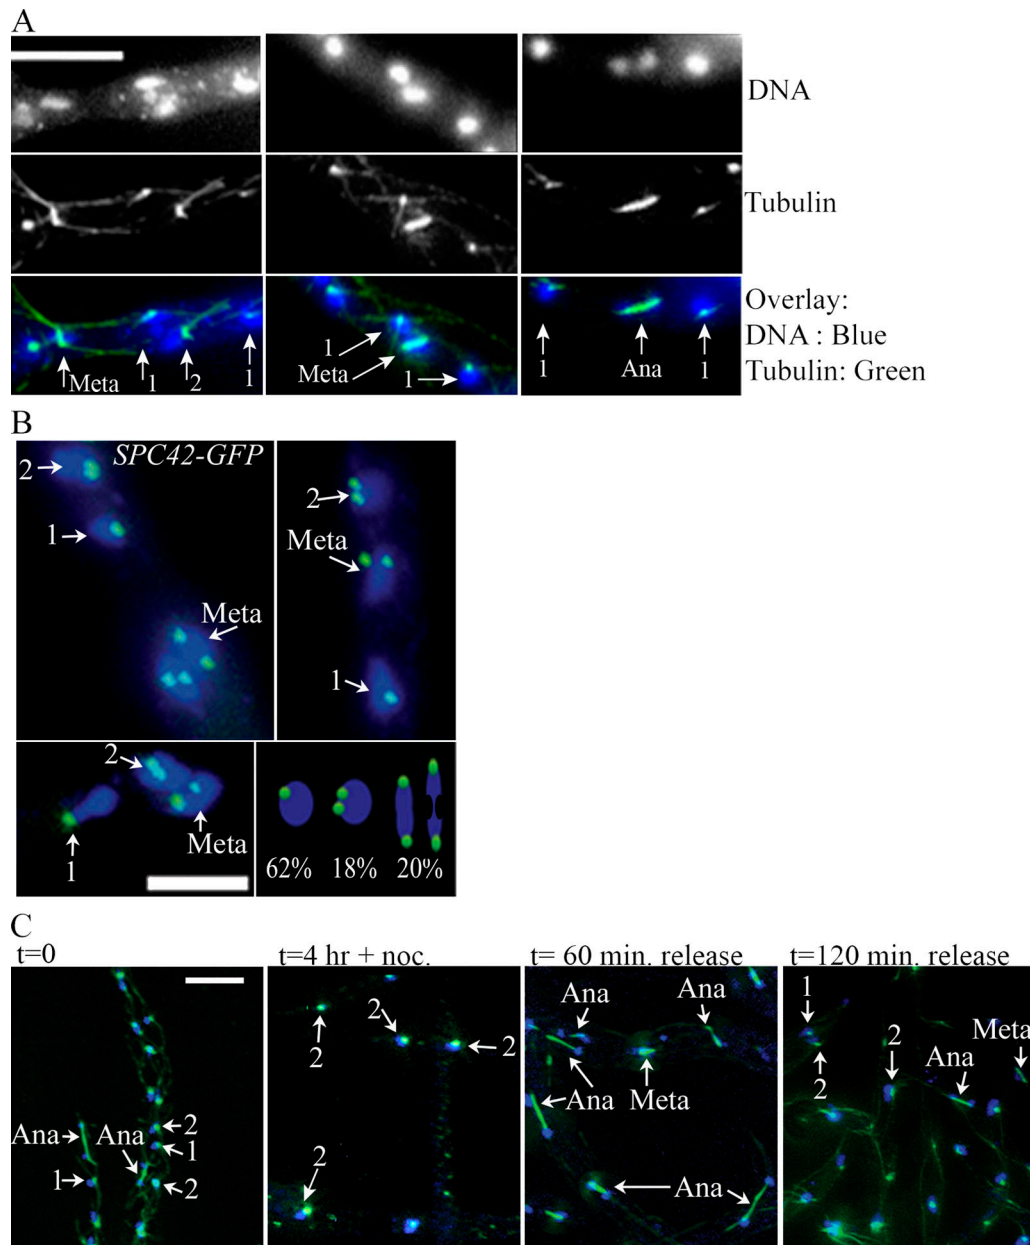 A
DNA
Tubulin
Meta
1
2
1
1
Meta
1
1
Ana
1
Overlay:
DNA : Blue
Tubulin: Green
B
SPC42-GFP
2
1
Meta
2
Meta
1
2
1
Meta
62%
18%
20%
C
t=0
t=4 hr + noc.
t= 60 min. release
t=120 min. release
Ana
Ana
2
1
1
2
2
2
2
2
Ana
Ana
Ana
Meta
Ana
1
2
2
Ana
Meta